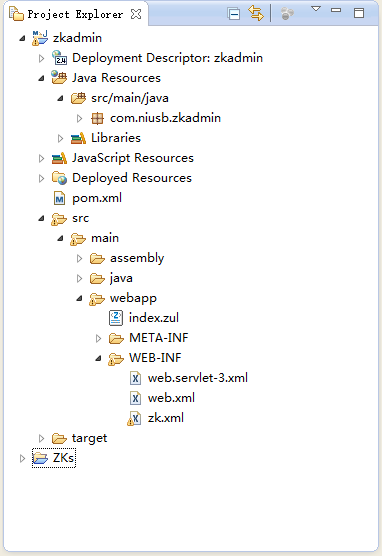 Project Explorer
zkadmin
2.4 Deployment Descriptor: zkadmin
Java Resources
src/main/java
com.niusb.zkadmin
Libraries
JavaScript Resources
Deployed Resources
pom.xml
src
main
assembly
java
webapp
index.zul
META-INF
WEB-INF
web.servlet-3.xml
web.xml
zk.xml
target
ZKs